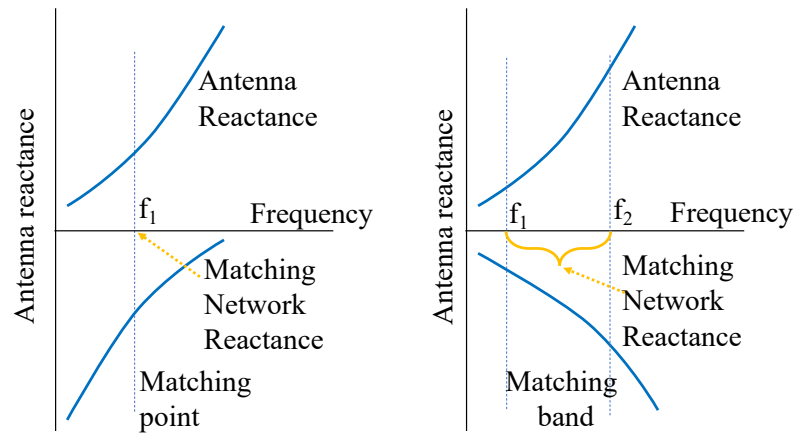 Antenna reactance
Antenna
Reactance
f1
Frequency
Matching
Network
Reactance
Matching
point
Antenna reactance
Antenna
Reactance
f1
f2
Frequency
Matching
Network
Reactance
Matching
band